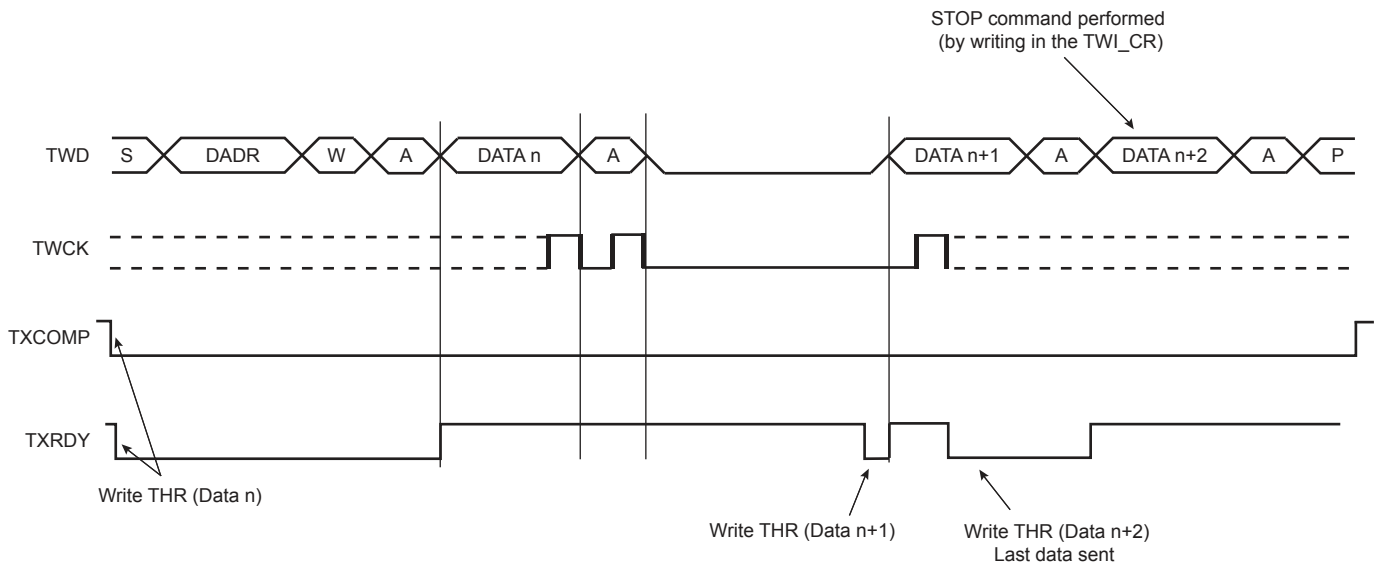 STOP command performed
(by writing in the TWI_CR)
TWD
S
DADR
W
A
DATA n
A
DATA n+1
A
DATA n+2
A
P
TWCK
TXCOMP
TXRDY
Write THR (Data n)
Write THR (Data n+1)
Write THR (Data n+2)
Last data sent